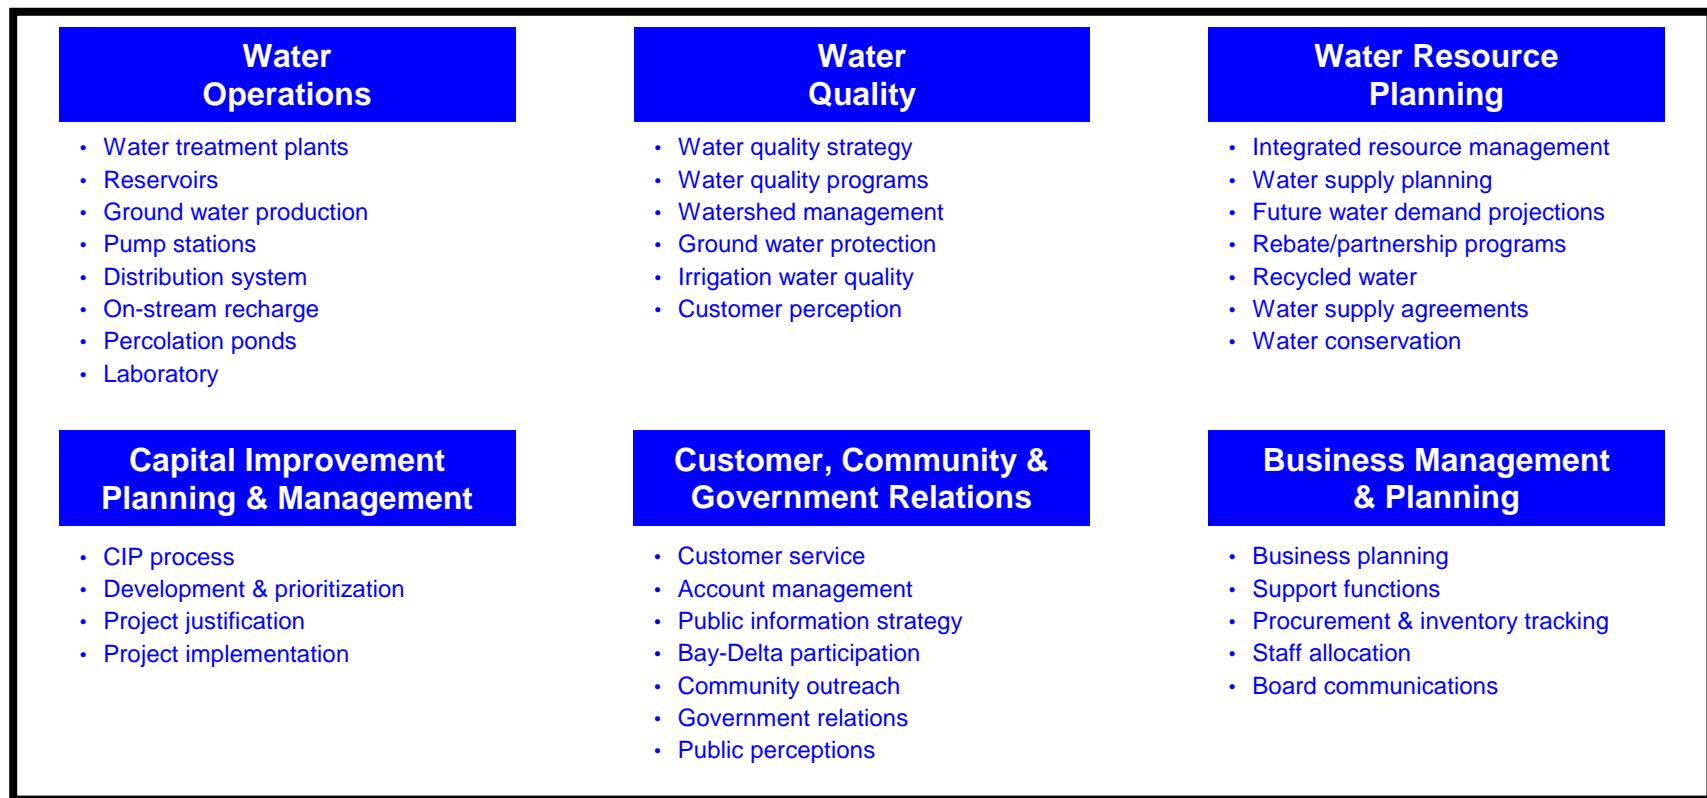 Water
Operations
• Water treatment plants
• Reservoirs
• Ground water production
• Pump stations
• Distribution system
• On-stream recharge
• Percolation ponds
• Laboratory
Water
Quality
• Water quality strategy
• Water quality programs
• Watershed management
• Ground water protection
• Irrigation water quality
• Customer perception
Water Resource
Planning
• Integrated resource management
• Water supply planning
• Future water demand projections
• Rebate/partnership programs
• Recycled water
• Water supply agreements
• Water conservation
Capital Improvement
Planning & Management
• CIP process
• Development & prioritization
• Project justification
• Project implementation
Customer, Community &
Government Relations
• Customer service
• Account management
• Public information strategy
• Bay-Delta participation
• Community outreach
• Government relations
• Public perceptions
Business Management
& Planning
• Business planning
• Support functions
• Procurement & inventory tracking
• Staff allocation
• Board communications